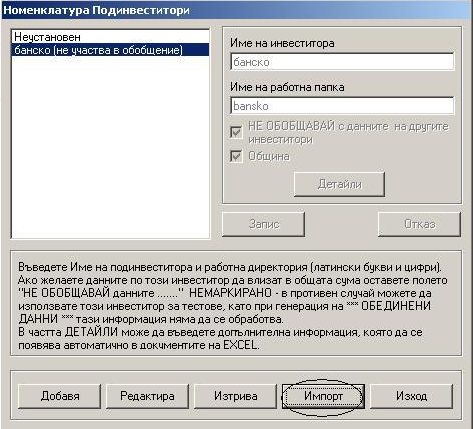 Номенклатура Подинвеститори
Неустановен
банско (не участва в обобщение)
Име на инвеститора
банско
Име на работна папка
bansko
НЕ ОБОБЩАВАЙ с данните на другите
инвеститори
Община
Детайли
Запис
Отказ
Въведете Име на подинвеститора и работна директория (латински букви и цифри).
Ако желаете данните по този инвеститор да влизат в общата сума оставете полето
"НЕ ОБОБЩАВАЙ данните ......." НЕМАРКИРАНО - в противен случай можете да
използвате този инвеститор за тестове, като при генерация на *** ОБЕДИНЕНИ
ДАННИ *** тази информация няма да се обработва.
В частта ДЕТАЙЛИ може да въведете допълнителна информация, която да се
появява автоматично в документите на EXCEL.
Добавя
Редактира
Изтрива
Импорт
Изход